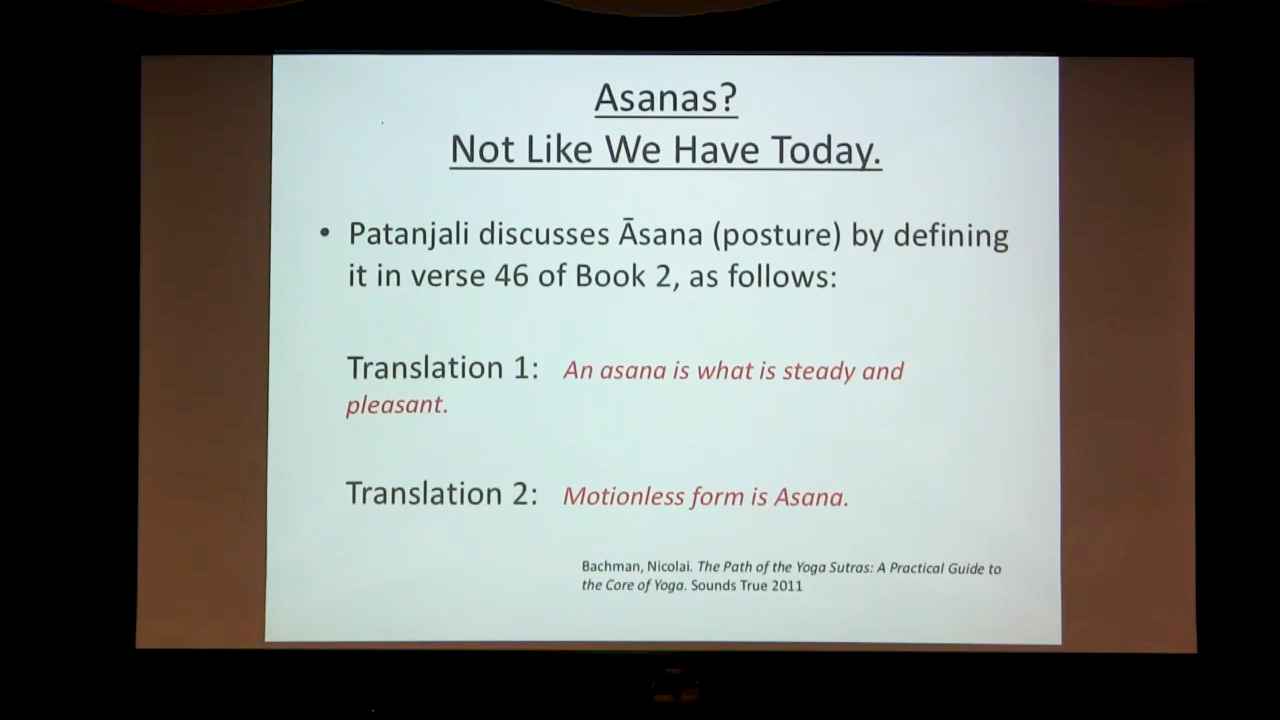 Asanas?
Not Like We Have Today.
• Patanjali discusses Āsana (posture) by defining
it in verse 46 of Book 2, as follows:
Translation 1: An asana is what is steady and
pleasant.
Translation 2: Motionless form is Asana.
Bachman, Nicolai. The Path of the Yoga Sutras: A Practical Guide to
the Core of Yoga. Sounds True 2011